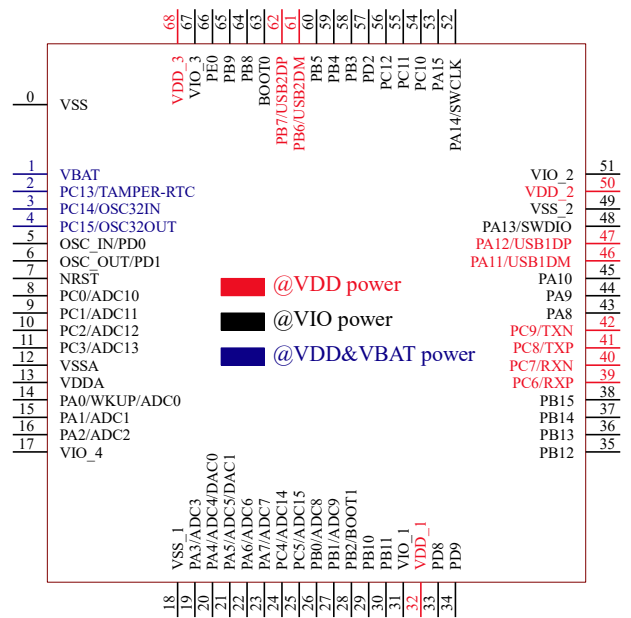 68
67
66
65
64
63
62
61
60
59
58
57
56
55
54
53
52
VDD_3
VIO_3
PE0
PB9
PB8
BOOT0
PB7/USB2DP
PB6/USB2DM
PB5
PB4
PB3
PD2
PC12
PC11
PC10
PA15
PA14/SWCLK
0 VSS
1 VBAT
2 PC13/TAMPER-RTC
3 PC14/OSC32IN
4 PC15/OSC32OUT
5 OSC_IN/PD0
6 OSC_OUT/PD1
7 NRST
8 PC0/ADC10
9 PC1/ADC11
10 PC2/ADC12
11 PC3/ADC13
12 VSSA
13 VDDA
14 PA0/WKUP/ADC0
15 PA1/ADC1
16 PA2/ADC2
17 VIO_4
@VDD power
@VIO power
@VDD&VBAT power
VIO_2 51
VDD_2 50
VSS_2 49
PA13/SWDIO 48
PA12/USB1DP 47
PA11/USB1DM 46
PA10 45
PA9 44
PA8 43
PC9/TXN 42
PC8/TXP 41
PC7/RXN 40
PC6/RXP 39
PB15 38
PB14 37
PB13 36
PB12 35
VSS_1
PA3/ADC3
PA4/ADC4/DAC0
PA5/ADC5/DAC1
PA6/ADC6
PA7/ADC7
PC4/ADC14
PC5/ADC15
PB0/ADC8
PB1/ADC9
PB2/BOOT1
PB10
PB11
VIO_1
VDD_1
PD8
PD9
18
19
20
21
22
23
24
25
26
27
28
29
30
31
32
33
34